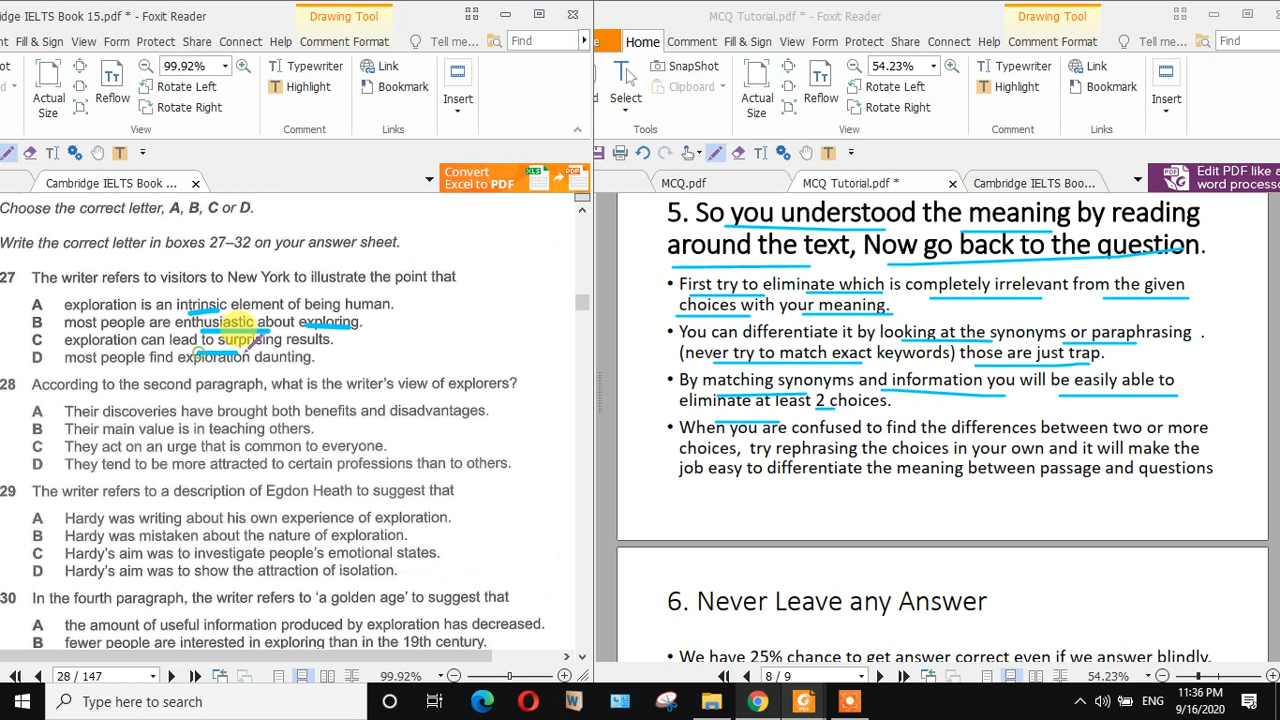 bridge IELTS Book 15.pdf * - Foxit Reader
Drawing Tool
MCQ Tutorial.pdf * - Foxit Reader
Drawing Tool
Fill & Sign View Form Protect Share Connect Help Comment Format Tell me... Find
Home Comment Fill & Sign View Form Protect Share Connect Help Comment Format Tell me... Find
99.92%
Actual Size
Reflow
Rotate Left
Rotate Right
View
Typewriter
Highlight
Comment
Link
Bookmark
Links
Insert
Select
SnapShot
Clipboard
Tools
Actual Size
Reflow
54.23%
Rotate Left
Rotate Right
View
Typewriter
Highlight
Comment
Link
Bookmark
Links
Insert
Cambridge IELTS Book ...
Convert Excel to PDF
XLS
PDF
MCQ.pdf
MCQ Tutorial.pdf *
Cambridge IELTS Boo...
Edit PDF like a
word processo
Choose the correct letter, A, B, C or D.
Write the correct letter in boxes 27–32 on your answer sheet.
27 The writer refers to visitors to New York to illustrate the point that
A exploration is an intrinsic element of being human.
B most people are enthusiastic about exploring.
C exploration can lead to surprising results.
D most people find exploration daunting.
28 According to the second paragraph, what is the writer's view of explorers?
A Their discoveries have brought both benefits and disadvantages.
B Their main value is in teaching others.
C They act on an urge that is common to everyone.
D They tend to be more attracted to certain professions than to others.
29 The writer refers to a description of Egdon Heath to suggest that
A Hardy was writing about his own experience of exploration.
B Hardy was mistaken about the nature of exploration.
C Hardy's aim was to investigate people's emotional states.
D Hardy's aim was to show the attraction of isolation.
30 In the fourth paragraph, the writer refers to 'a golden age' to suggest that
A the amount of useful information produced by exploration has decreased.
B fewer people are interested in exploring than in the 19th century.
5. So you understood the meaning by reading
around the text, Now go back to the question.
• First try to eliminate which is completely irrelevant from the given
choices with your meaning.
• You can differentiate it by looking at the synonyms or paraphrasing .
(never try to match exact keywords) those are just trap.
• By matching synonyms and information you will be easily able to
eliminate at least 2 choices.
• When you are confused to find the differences between two or more
choices, try rephrasing the choices in your own and it will make the
job easy to differentiate the meaning between passage and questions
6. Never Leave any Answer
• We have 25% chance to get answer correct even if we answer blindly.
28 / 147
99.92%
8 / 9
54.23%
Type here to search
ENG
11:36 PM
9/16/2020